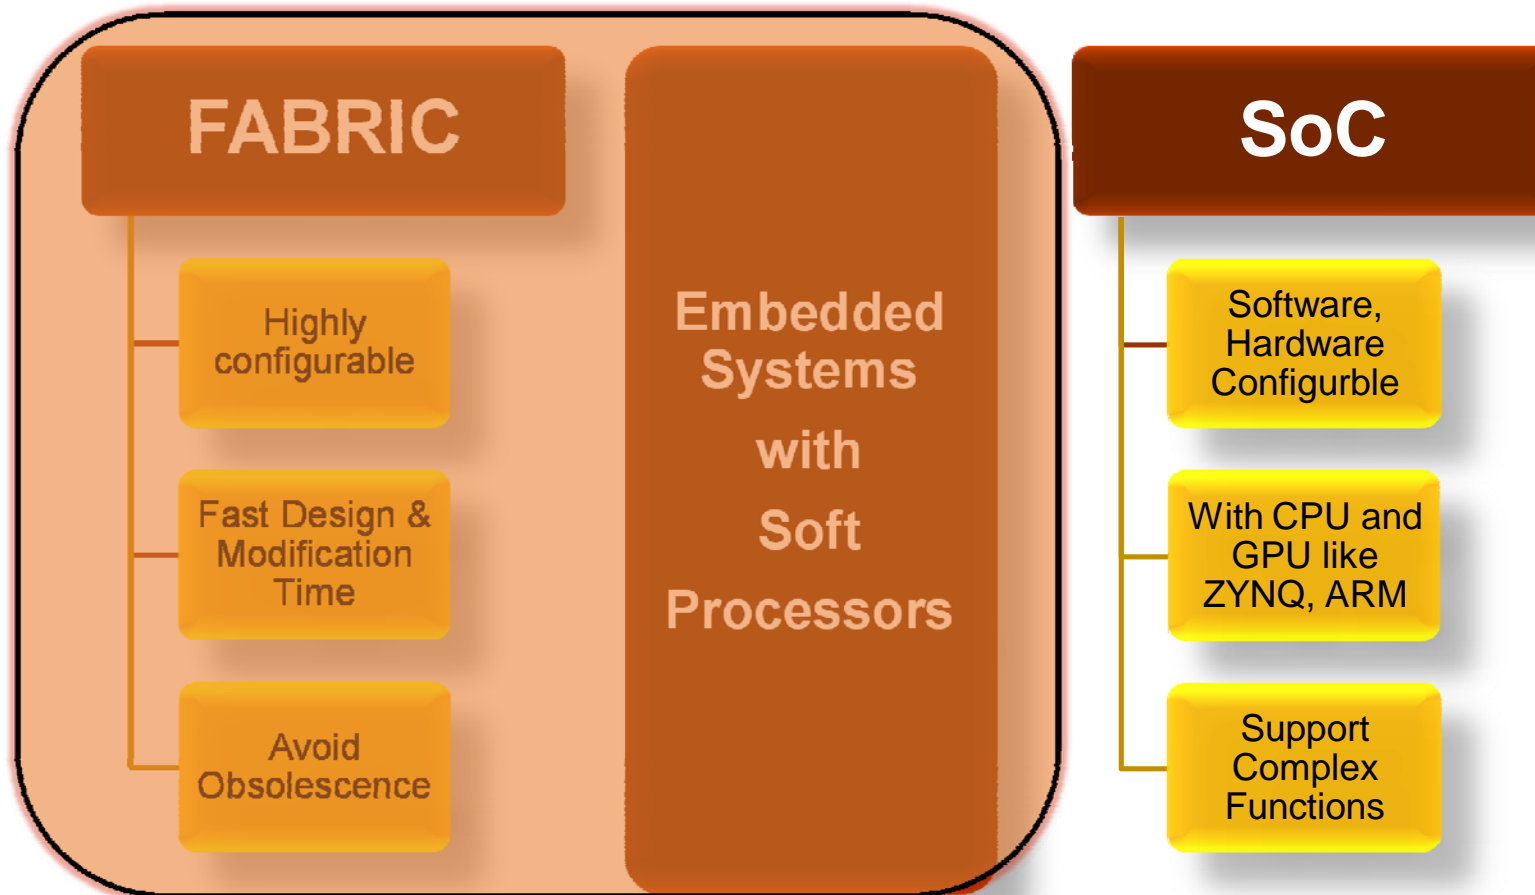 FABRIC
Highly
configurable
Fast Design &
Modification
Time
Avoid
Obsolescence
Embedded
Systems
with
Soft
Processors
SoC
Software,
Hardware
Configurble
With CPU and
GPU like
ZYNQ, ARM
Support
Complex
Functions